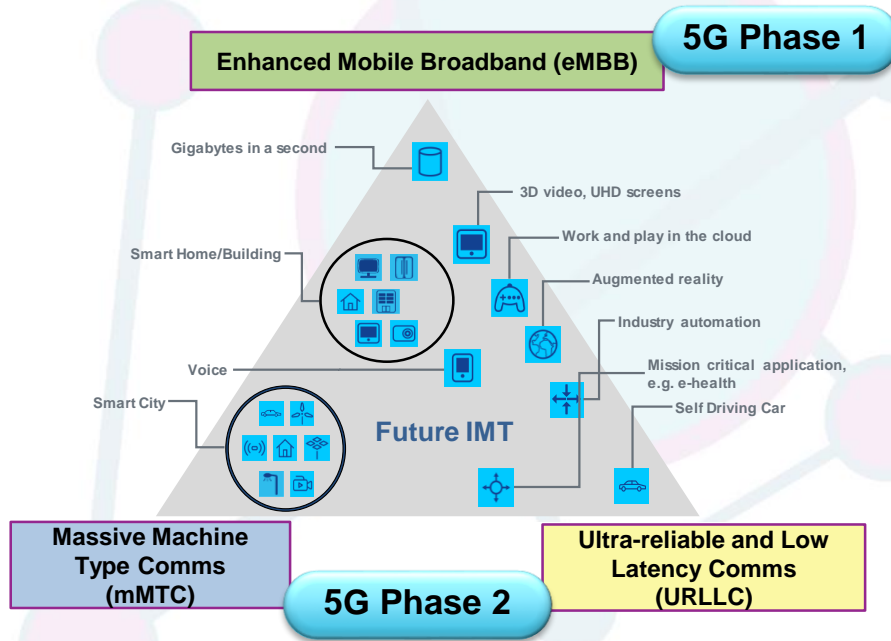 5G Phase 1
Enhanced Mobile Broadband (eMBB)
Gigabytes in a second
3D video, UHD screens
Smart Home/Building
Work and play in the cloud
Augmented reality
Industry automation
Voice
Mission critical application,
e.g. e-health
Smart City
Self Driving Car
Future IMT
Massive Machine
Type Comms
(mMTC)
Ultra-reliable and Low
Latency Comms
(URLLC)
5G Phase 2